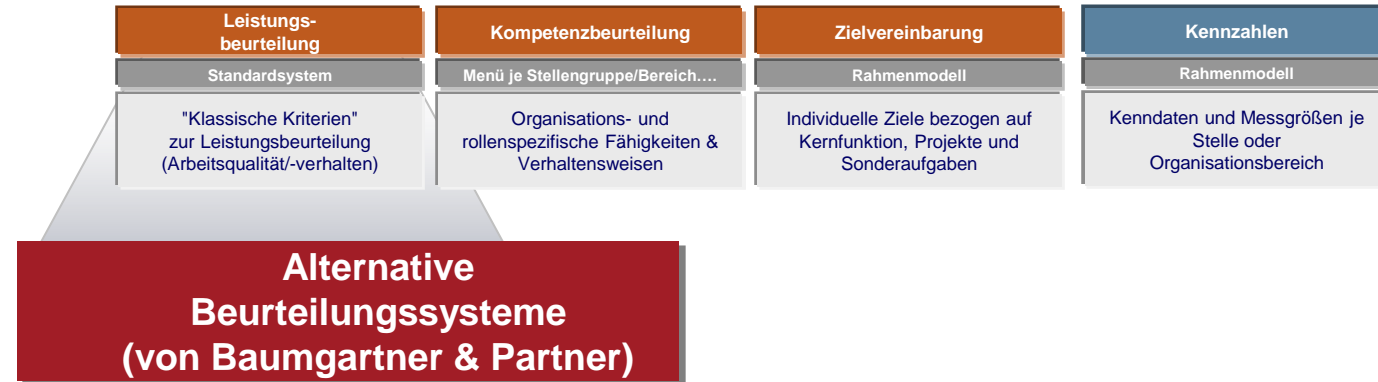 Leistungs-
beurteilung
Standardsystem
"Klassische Kriterien"
zur Leistungsbeurteilung
(Arbeitsqualität/-verhalten)
Kompetenzbeurteilung
Menü je Stellengruppe/Bereich….
Organisations- und
rollenspezifische Fähigkeiten &
Verhaltensweisen
Zielvereinbarung
Rahmenmodell
Individuelle Ziele bezogen auf
Kernfunktion, Projekte und
Sonderaufgaben
Kennzahlen
Rahmenmodell
Kenndaten und Messgrößen je
Stelle oder
Organisationsbereich
Alternative
Beurteilungssysteme
(von Baumgartner & Partner)